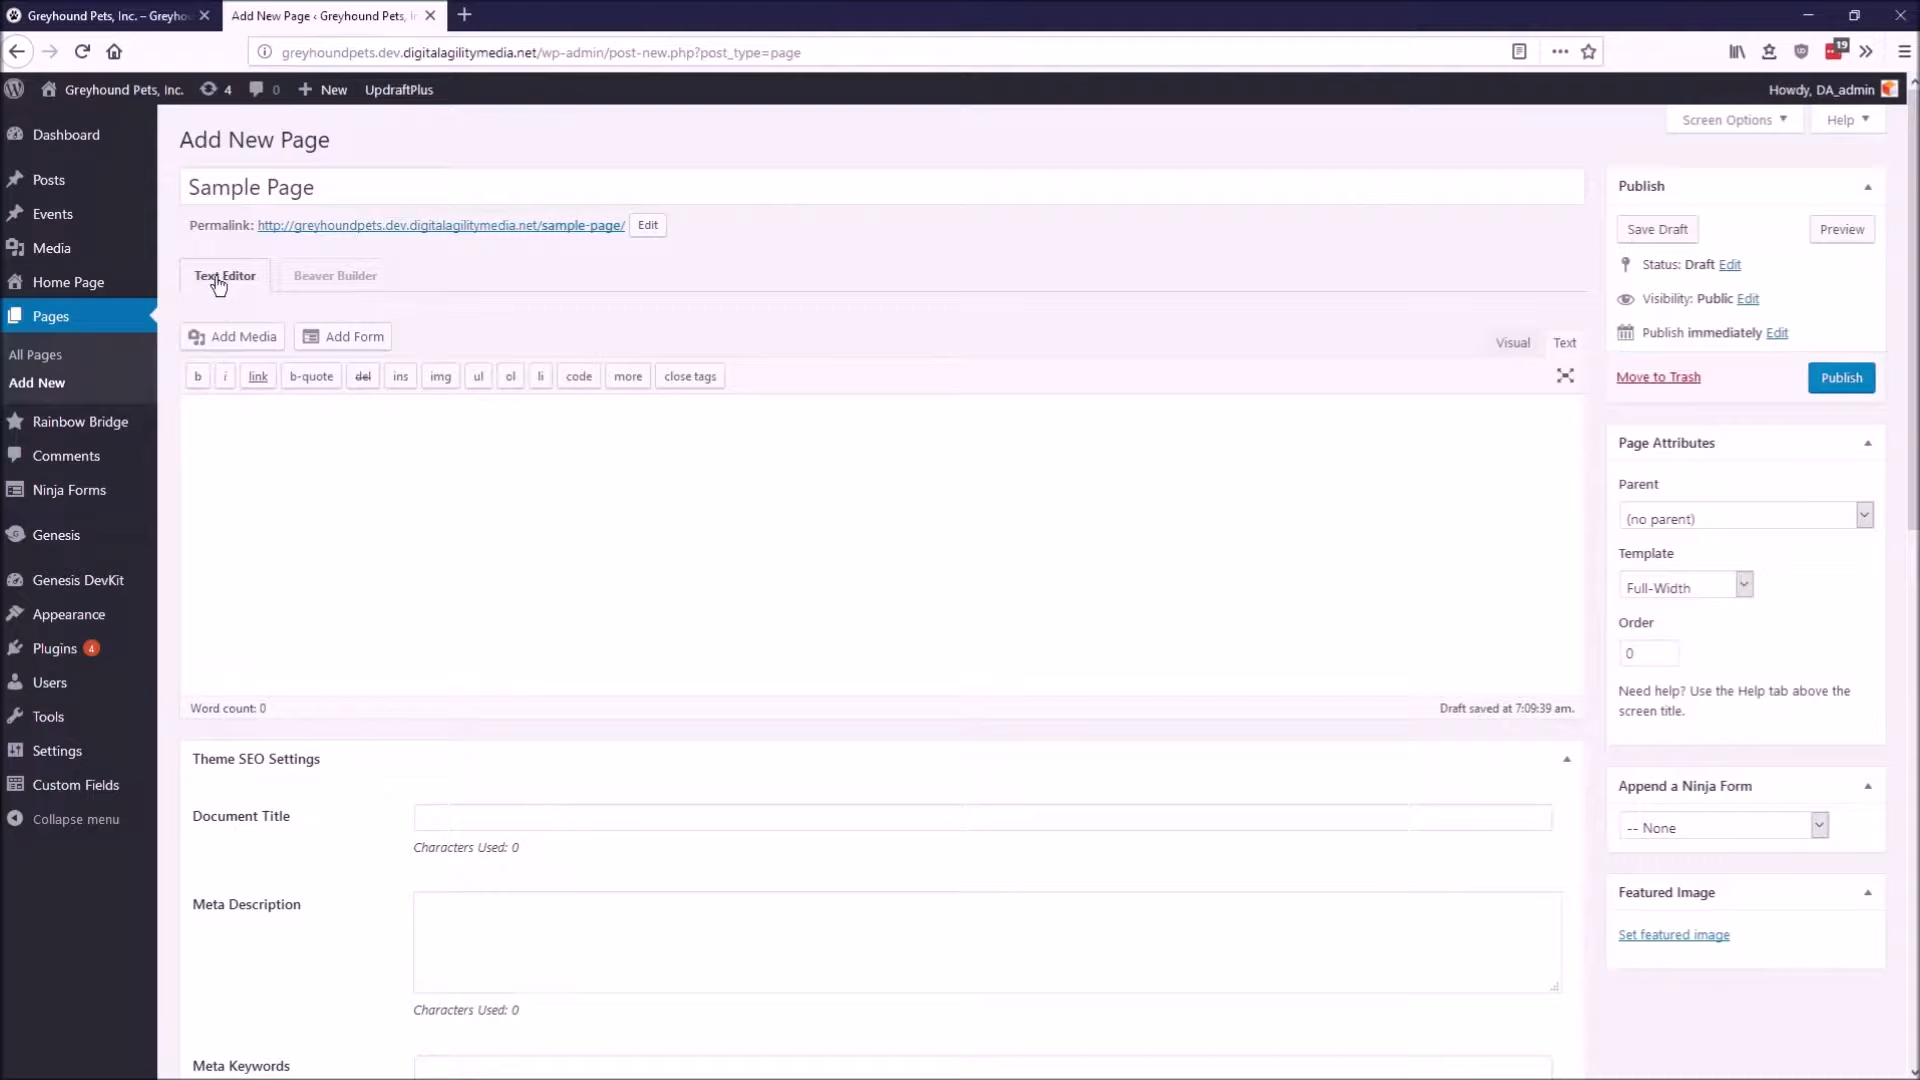 Greyhound Pets, Inc. – Greyho
Add New Page ‹ Greyhound Pets, I
greyhoundpets.dev.digitalagilitymedia.net/wp-admin/post-new.php?post_type=page
19
Greyhound Pets, Inc. 4 0 New UpdraftPlus
Howdy, DA_admin
Dashboard
Posts
Events
Media
Home Page
Pages
All Pages
Add New
Rainbow Bridge
Comments
Ninja Forms
Genesis
Genesis DevKit
Appearance
Plugins 4
Users
Tools
Settings
Custom Fields
Collapse menu
Screen Options Help
Add New Page
Sample Page
Permalink: http://greyhoundpets.dev.digitalagilitymedia.net/sample-page/ Edit
Text Editor Beaver Builder
Add Media Add Form
Visual Text
b i link b-quote del ins img ul ol li code more close tags
Word count: 0
Draft saved at 7:09:39 am.
Theme SEO Settings
Document Title
Characters Used: 0
Meta Description
Characters Used: 0
Meta Keywords
Publish
Save Draft Preview
Status: Draft Edit
Visibility: Public Edit
Publish immediately Edit
Move to Trash Publish
Page Attributes
Parent
(no parent)
Template
Full-Width
Order
0
Need help? Use the Help tab above the
screen title.
Append a Ninja Form
-- None
Featured Image
Set featured image